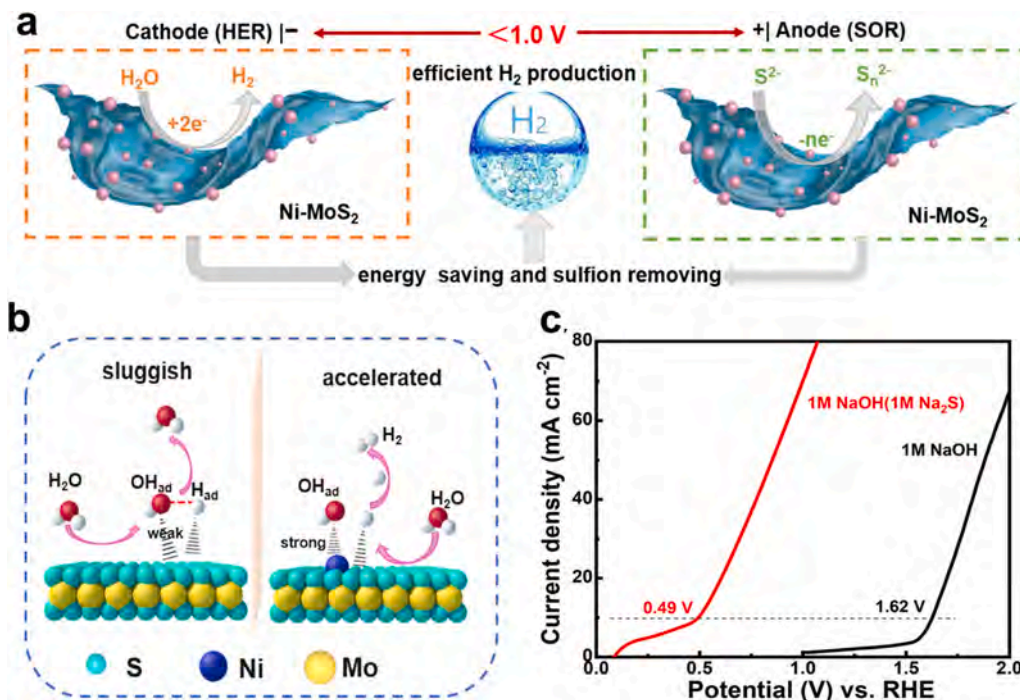 a
Cathode (HER) |−
<1.0 V
+| Anode (SOR)
H₂O
H₂
+2e⁻
Ni-MoS₂
efficient H₂ production
H₂
S²⁻
Sₙ²⁻
-ne⁻
Ni-MoS₂
energy saving and sulfion removing
b
sluggish
accelerated
H₂O
OHad
Had
weak
H₂
OHad
H₂O
strong
S
Ni
Mo
c.
Current density (mA cm⁻²)
80
60
40
20
0
1M NaOH(1M Na₂S)
1M NaOH
0.49 V
1.62 V
0.0
0.5
1.0
1.5
2.0
Potential (V) vs. RHE